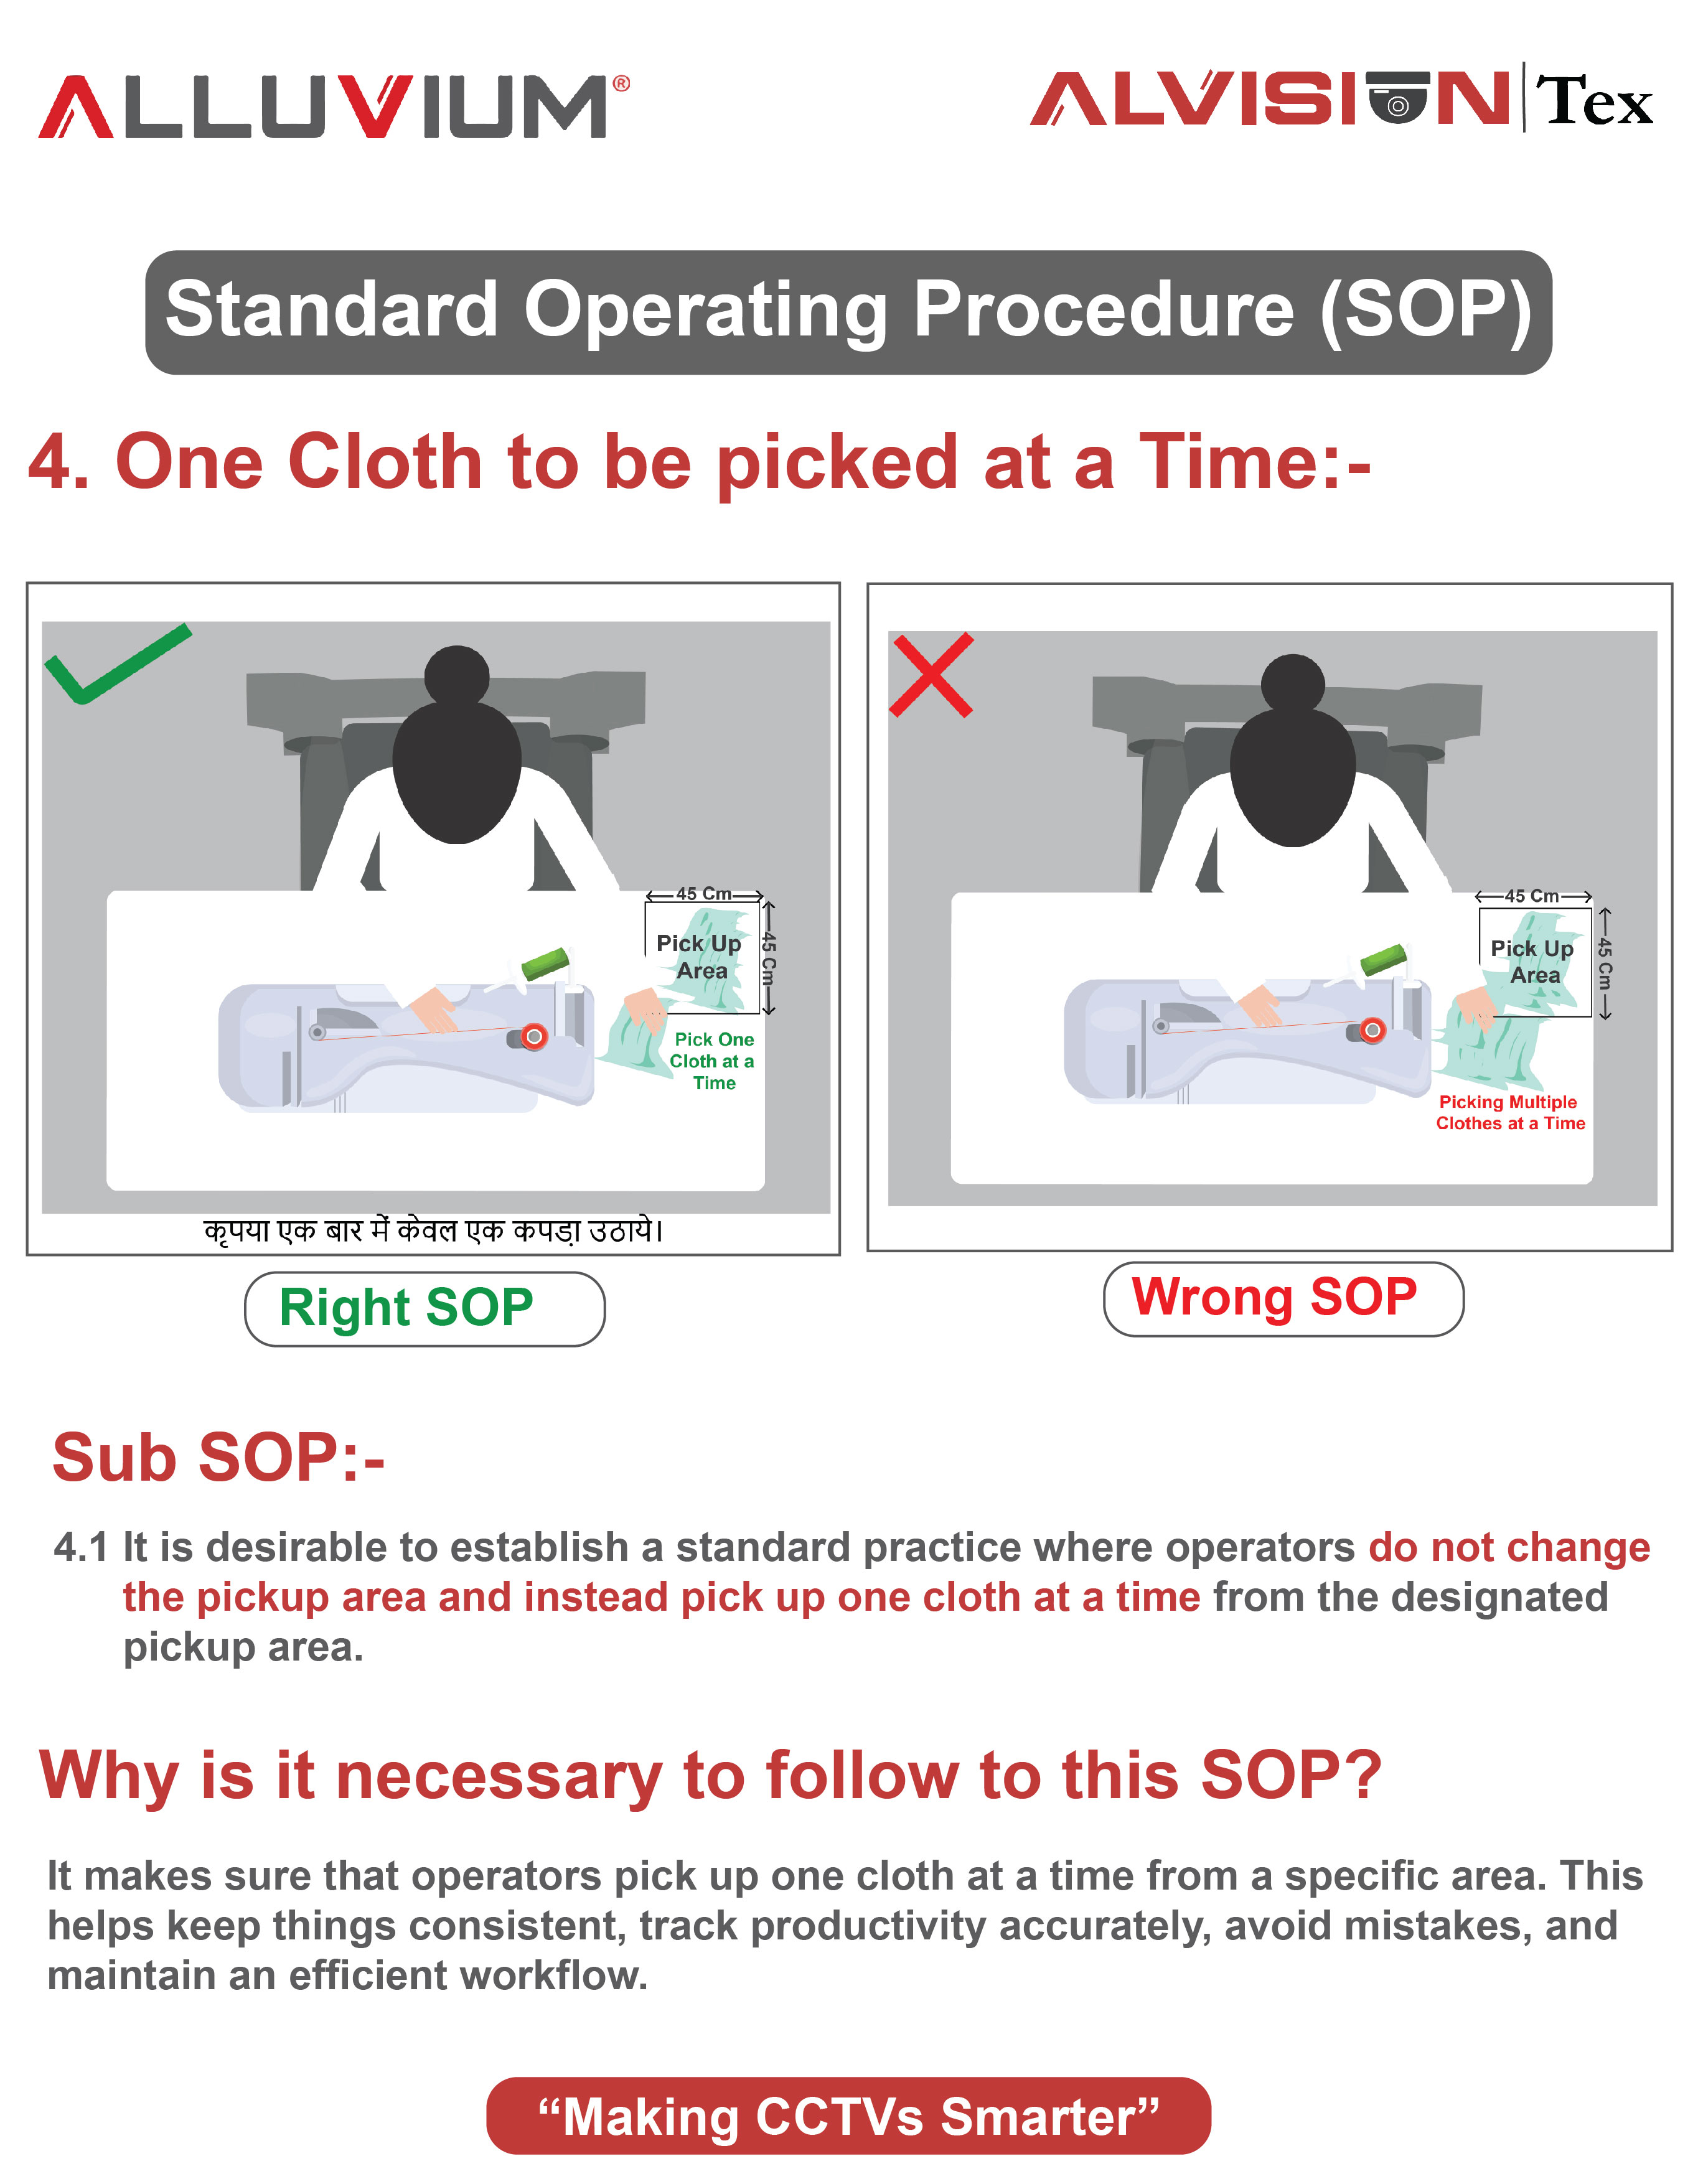 ALLUVIUM®
ALVISION | Tex
Standard Operating Procedure (SOP)
4. One Cloth to be picked at a Time:-
45 Cm
45 Cm
Pick Up
Area
Pick One
Cloth at a
Time
कृपया एक बार में केवल एक कपड़ा उठाये।
Right SOP
45 Cm
45 Cm
Pick Up
Area
Picking Multiple
Clothes at a Time
Wrong SOP
Sub SOP:-
4.1 It is desirable to establish a standard practice where operators do not change
the pickup area and instead pick up one cloth at a time from the designated
pickup area.
Why is it necessary to follow to this SOP?
It makes sure that operators pick up one cloth at a time from a specific area. This
helps keep things consistent, track productivity accurately, avoid mistakes, and
maintain an efficient workflow.
“Making CCTVs Smarter”